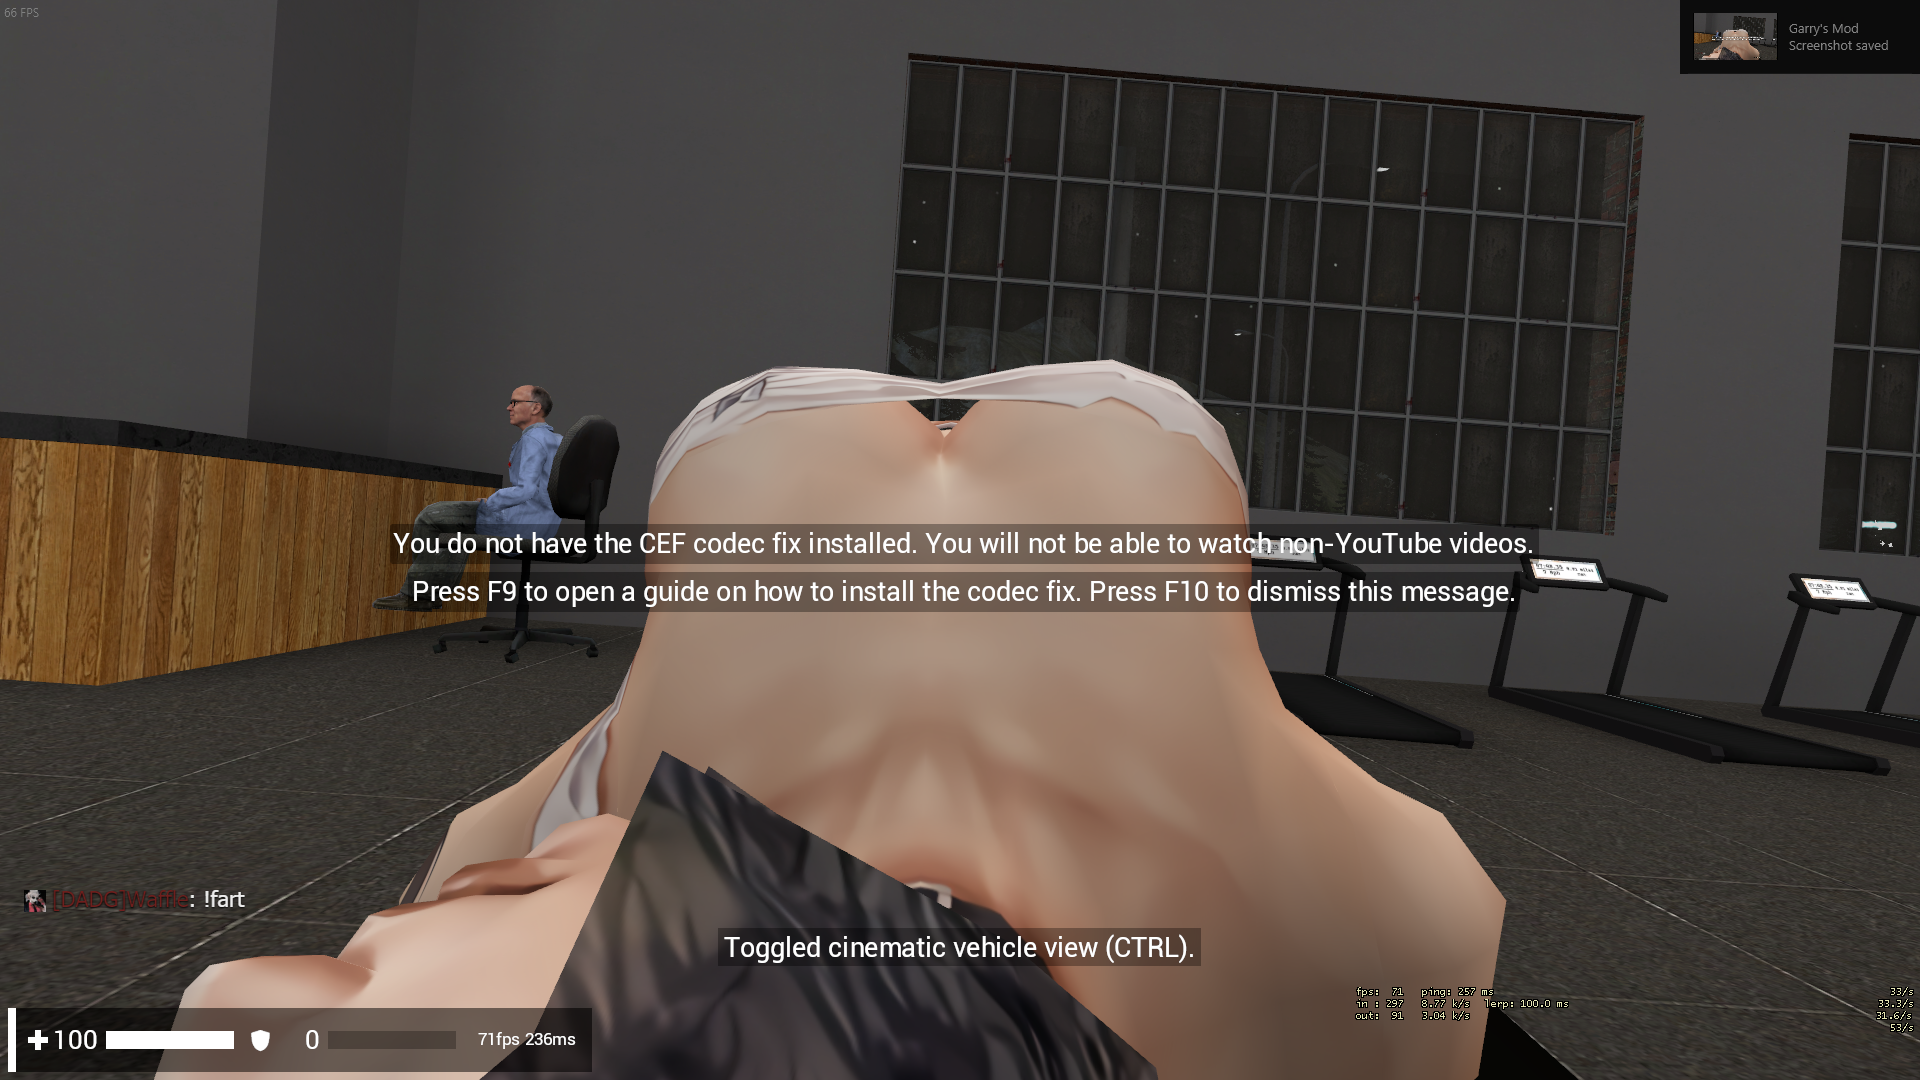 66 FPS
Garry's Mod
Screenshot saved
You do not have the CEF codec fix installed. You will not be able to watch non-YouTube videos.
Press F9 to open a guide on how to install the codec fix. Press F10 to dismiss this message.
[DADG]Waffle: !fart
Toggled cinematic vehicle view (CTRL).
fps: 71 ping: 257 ms
in : 297 8.77 k/s lerp: 100.0 ms
out: 91 3.04 k/s
33/s
33.3/s
31.6/s
53/s
100
0
71fps 236ms